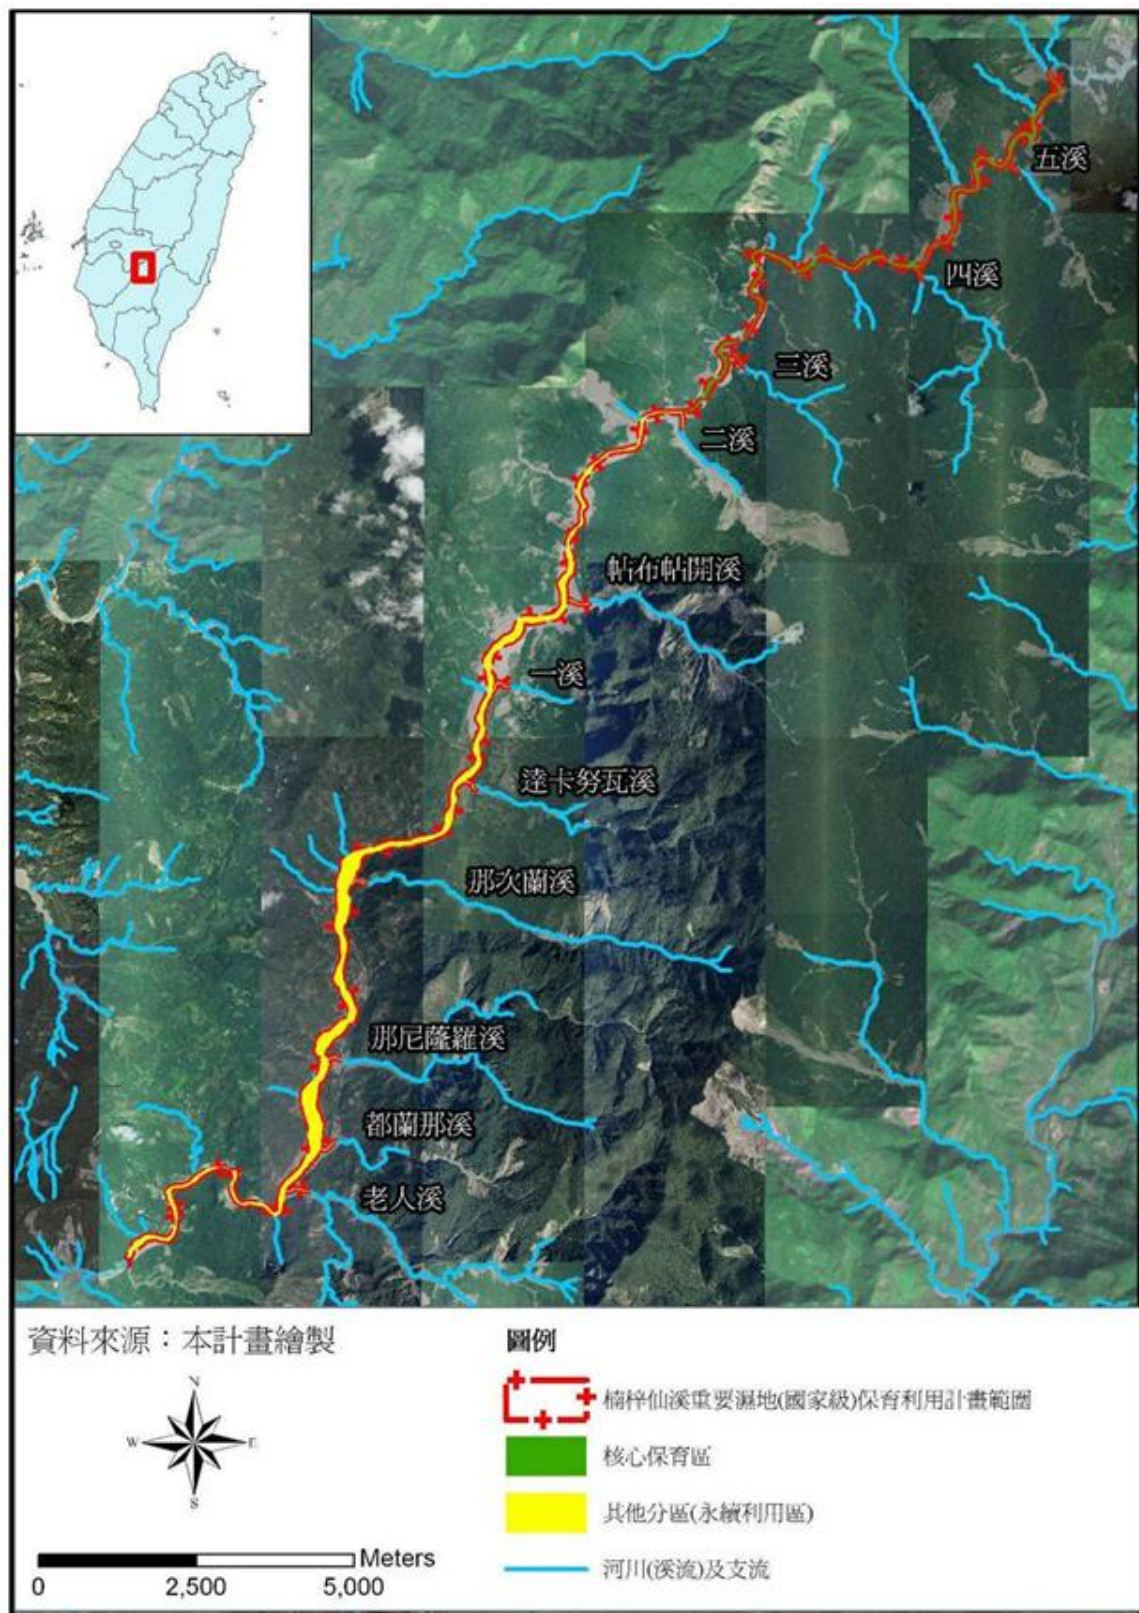 五溪
四溪
三溪
二溪
帖布帖開溪
一溪
達卡努瓦溪
那次蘭溪
那尼薩羅溪
都蘭那溪
老人溪
資料來源：本計畫繪製
N
W
E
S
Meters
0
2,500
5,000
圖例
楠梓仙溪重要濕地(國家級)保育利用計畫範圍
核心保育區
其他分區(永續利用區)
河川(溪流)及支流